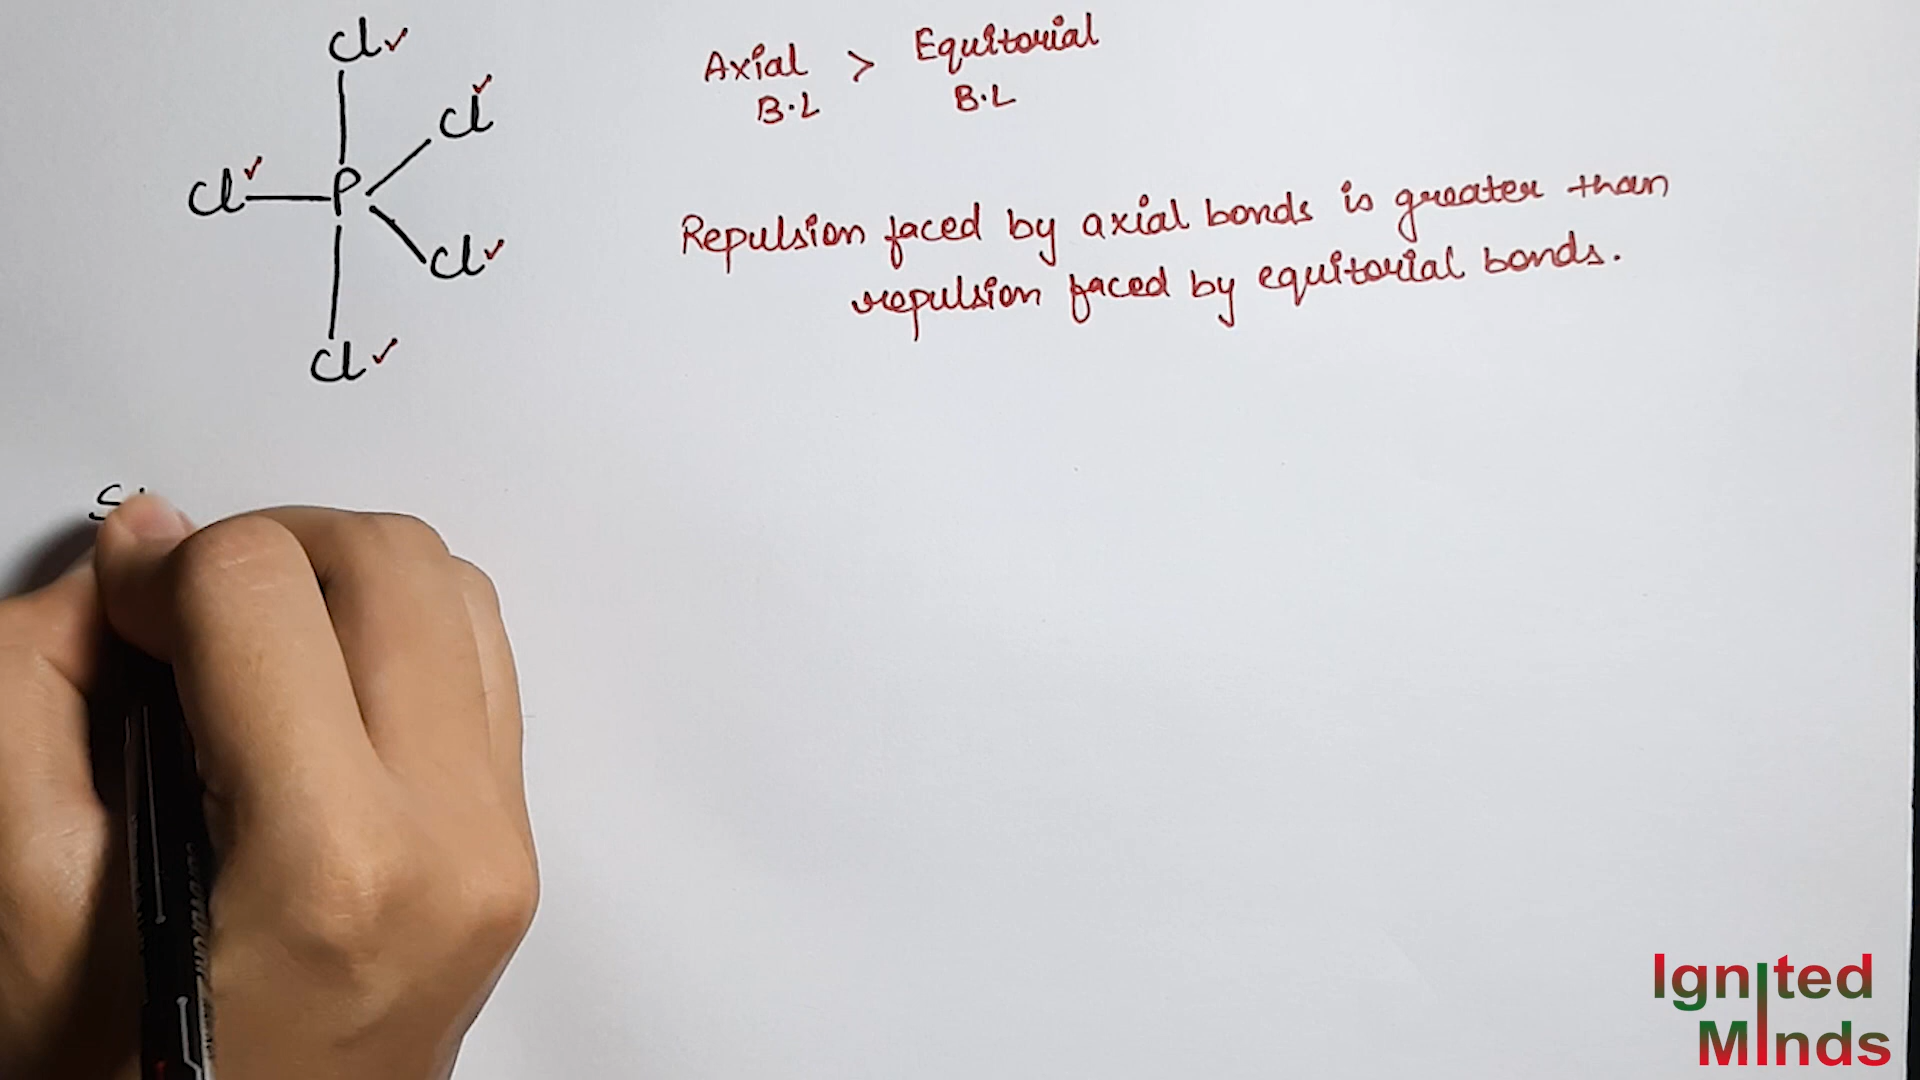 Cl
Cl
Cl P
Cl
Cl
Axial > Equitorial
B.L B.L
Repulsion faced by axial bonds is greater than
repulsion faced by equitorial bonds.
Ignited
Minds